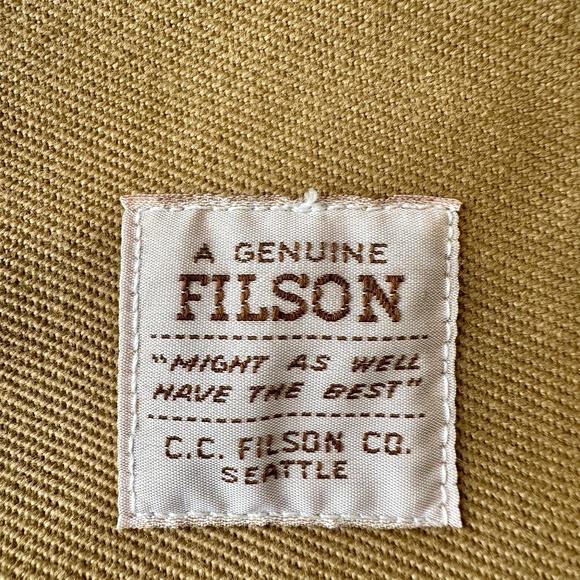 A GENUINE
FILSON
"MIGHT AS WELL
HAVE THE BEST"
C.C. FILSON CO.
SEATTLE